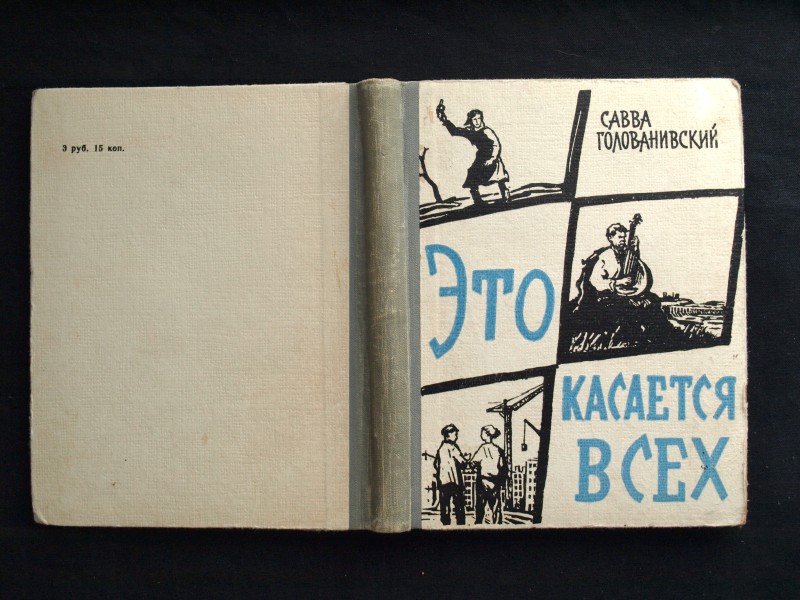 3 руб. 15 коп.
САВВА
ГОЛОВАНИВСКИЙ
ЭТО
КАСАЕТСЯ
ВСЕХ